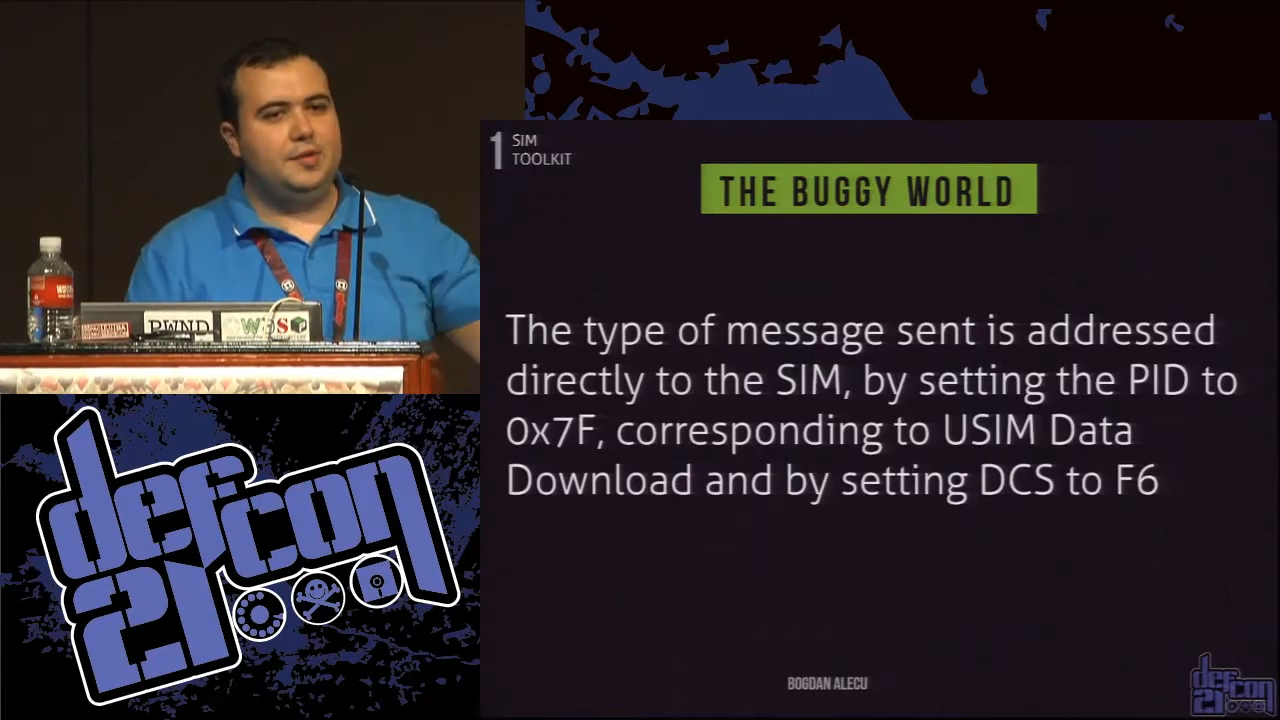 1 SIM
TOOLKIT
THE BUGGY WORLD
The type of message sent is addressed
directly to the SIM, by setting the PID to
0x7F, corresponding to USIM Data
Download and by setting DCS to F6
PWND
defcon
21
BOGDAN ALECU
defcon
21